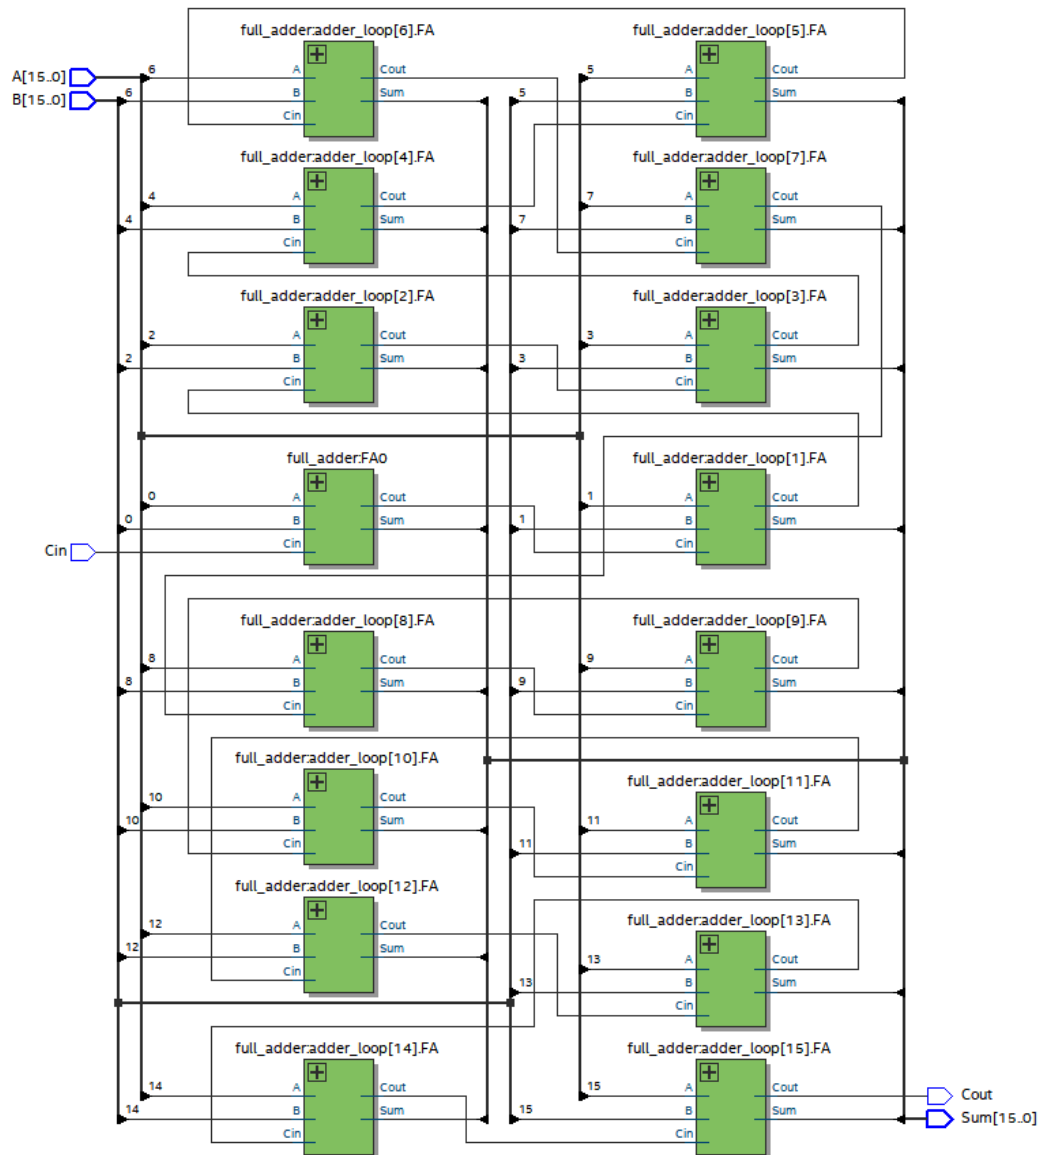 full_adder:adder_loop[6].FA
full_adder:adder_loop[5].FA
A[15..0]
6
A
Cout
5
A
Cout
B[15..0]
6
B
Sum
5
B
Sum
Cin
Cin
full_adder:adder_loop[4].FA
full_adder:adder_loop[7].FA
4
A
Cout
7
A
Cout
4
B
Sum
7
B
Sum
Cin
Cin
full_adder:adder_loop[2].FA
full_adder:adder_loop[3].FA
2
A
Cout
3
A
Cout
2
B
Sum
3
B
Sum
Cin
Cin
full_adder:FA0
full_adder:adder_loop[1].FA
0
A
Cout
1
A
Cout
0
B
Sum
1
B
Sum
Cin
Cin
Cin
full_adder:adder_loop[8].FA
full_adder:adder_loop[9].FA
8
A
Cout
9
A
Cout
8
B
Sum
9
B
Sum
Cin
Cin
full_adder:adder_loop[10].FA
full_adder:adder_loop[11].FA
10
A
Cout
11
A
Cout
10
B
Sum
11
B
Sum
Cin
Cin
full_adder:adder_loop[12].FA
full_adder:adder_loop[13].FA
12
A
Cout
13
A
Cout
12
B
Sum
13
B
Sum
Cin
Cin
full_adder:adder_loop[14].FA
full_adder:adder_loop[15].FA
14
A
Cout
15
A
Cout
Cout
14
B
Sum
15
B
Sum
Sum[15..0]
Cin
Cin